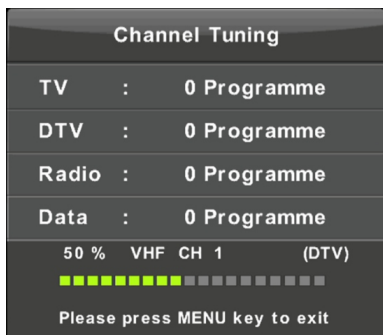 Channel Tuning
TV : 0 Programme
DTV : 0 Programme
Radio : 0 Programme
Data : 0 Programme
50 % VHF CH 1 (DTV)
Please press MENU key to exit